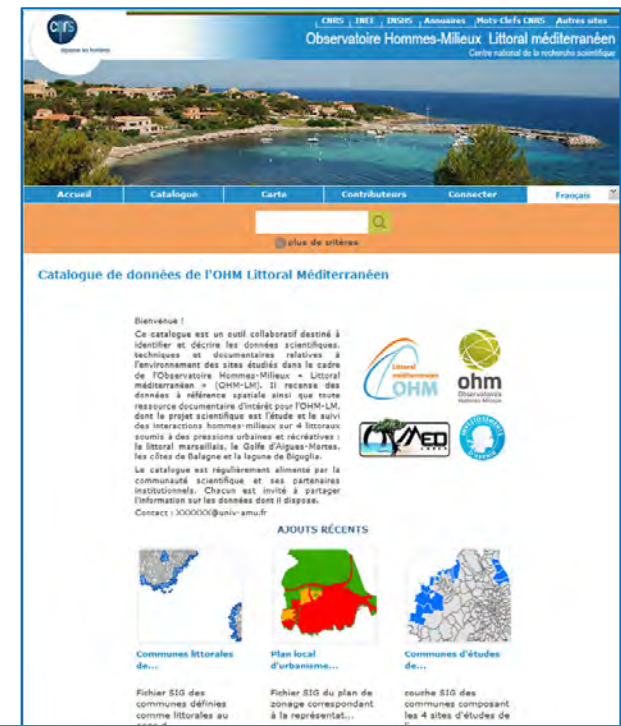 CNRS INEE INSHS Annuaires Mots-Clefs CNRS Autres sites
cnrs
dépasser les frontières
Observatoire Hommes-Milieux Littoral méditerranéen
Centre national de la recherche scientifique
Accueil Catalogue Carte Contributeurs Connecter Français
plus de critères
Catalogue de données de l'OHM Littoral Méditerranéen
Bienvenue !
Ce catalogue est un outil collaboratif destiné à
identifier et décrire les données scientifiques,
techniques et documentaires relatives à
l'environnement des sites étudiés dans le cadre
de l'Observatoire Hommes-Milieux « Littoral
méditerranéen » (OHM-LM). Il recense des
données à référence spatiale ainsi que toute
ressource documentaire d'intérêt pour l'OHM-LM,
dont le projet scientifique est l'étude et le suivi
des interactions hommes-milieux sur 4 littoraux
soumis à des pressions urbaines et récréatives :
le littoral marseillais, le Golfe d'Aigues-Mortes,
les côtes de Balagne et la lagune de Biguglia.
Le catalogue est régulièrement alimenté par la
communauté scientifique et ses partenaires
institutionnels. Chacun est invité à partager
l'information sur les données dont il dispose.
Contact : XXXXXX@univ-amu.fr
Littoral
méditerranéen
OHM
ohm
Observatoires
Hommes-Milieux
AJOUTS RÉCENTS
Communes littorales
de...
Plan local
d'urbanisme...
Communes d'études
de...
Fichier SIG des
communes définies
comme littorales au
Fichier SIG du plan de
zonage correspondant
à la représentat...
couche SIG des
communes composant
les 4 sites d'études de